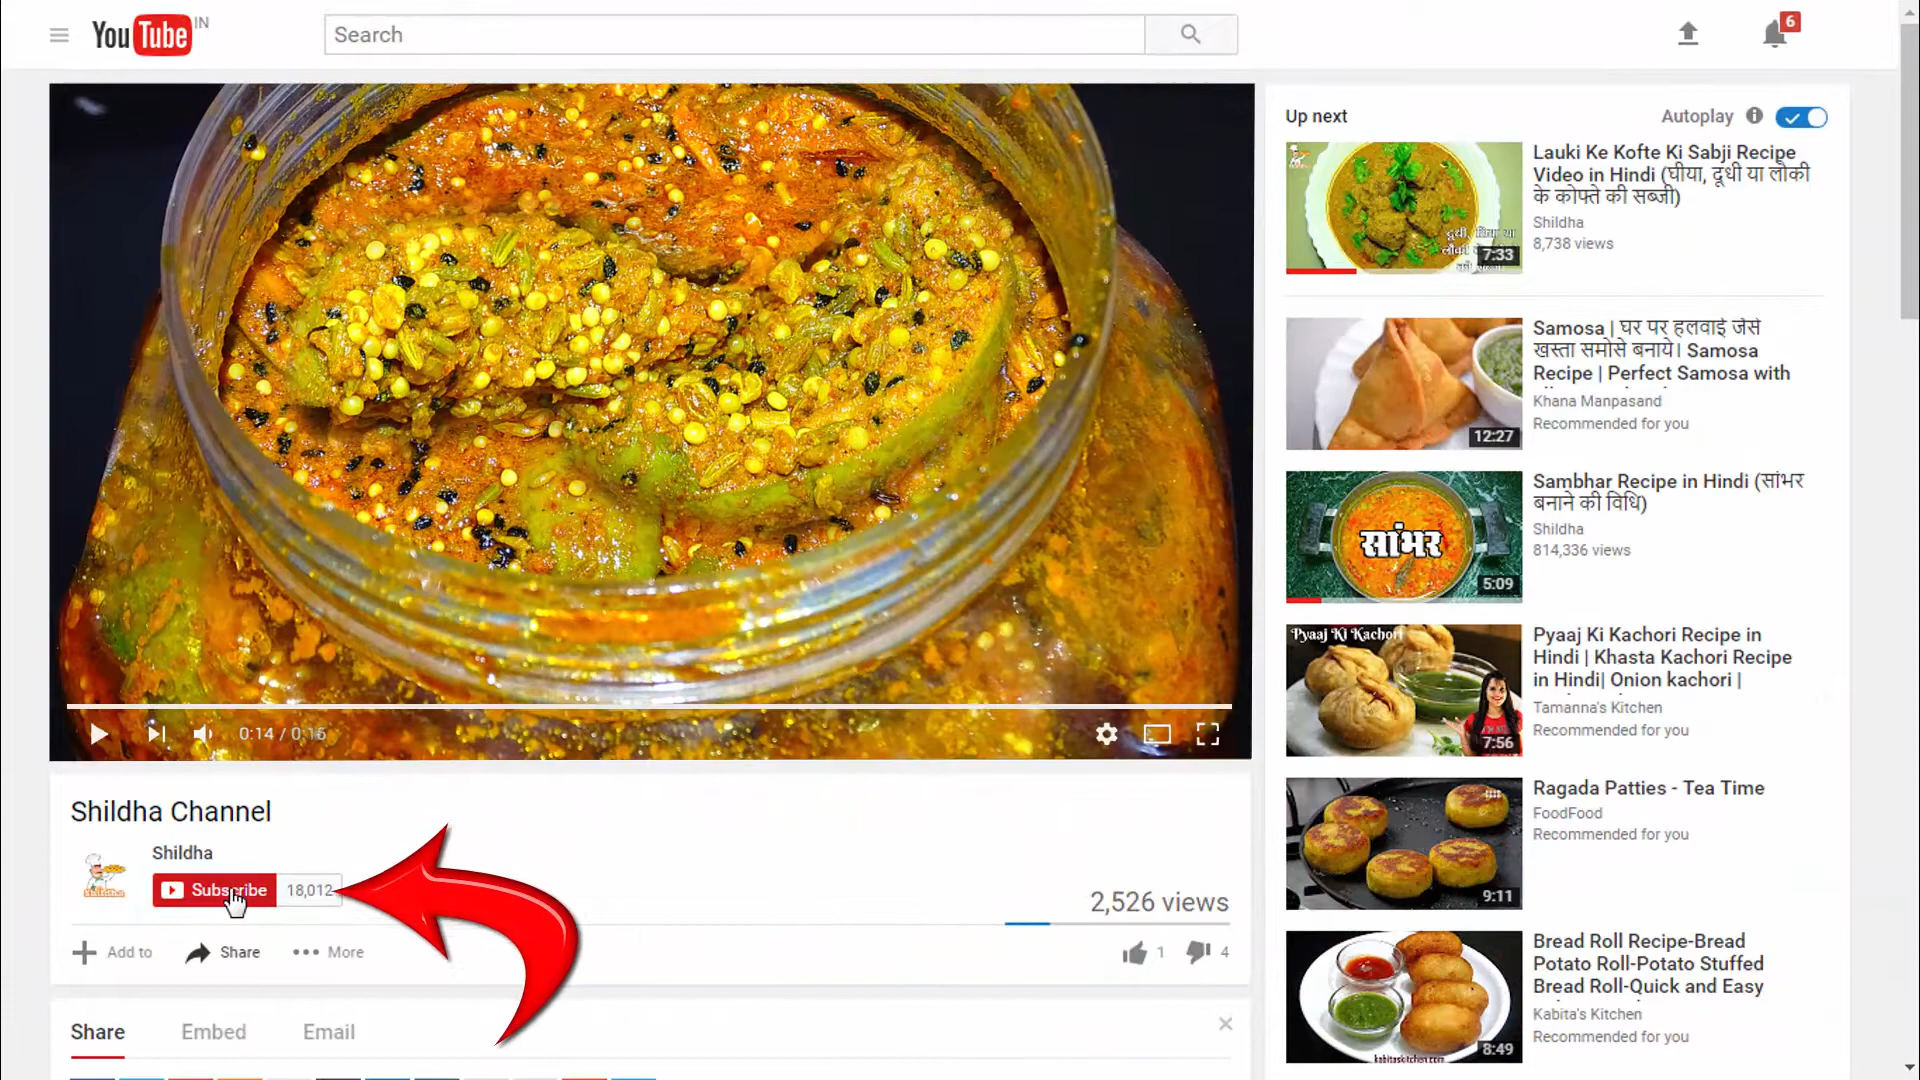 YouTube IN
Search
6
Up next
Autoplay
Lauki Ke Kofte Ki Sabji Recipe
Video in Hindi (घीया, दूधी या लौकी
के कोफ्ते की सब्जी)
Shildha
8,738 views
7:33
Samosa | घर पर हलवाई जेसे
खस्ता समोसे बनाये। Samosa
Recipe | Perfect Samosa with
Khana Manpasand
Recommended for you
12:27
Sambhar Recipe in Hindi (सांभर
बनाने की विधि)
Shildha
814,336 views
सांभर
5:09
Pyaaj Ki Kachori
Pyaaj Ki Kachori Recipe in
Hindi | Khasta Kachori Recipe
in Hindi| Onion kachori |
Tamanna's Kitchen
Recommended for you
7:56
Ragada Patties - Tea Time
FoodFood
Recommended for you
9:11
Bread Roll Recipe-Bread
Potato Roll-Potato Stuffed
Bread Roll-Quick and Easy
Kabita's Kitchen
Recommended for you
kabitaskitchen.com
8:49
0:14 / 0:15
Shildha Channel
Shildha
Subscribe 18,012
2,526 views
Add to Share More
1 4
Share Embed Email